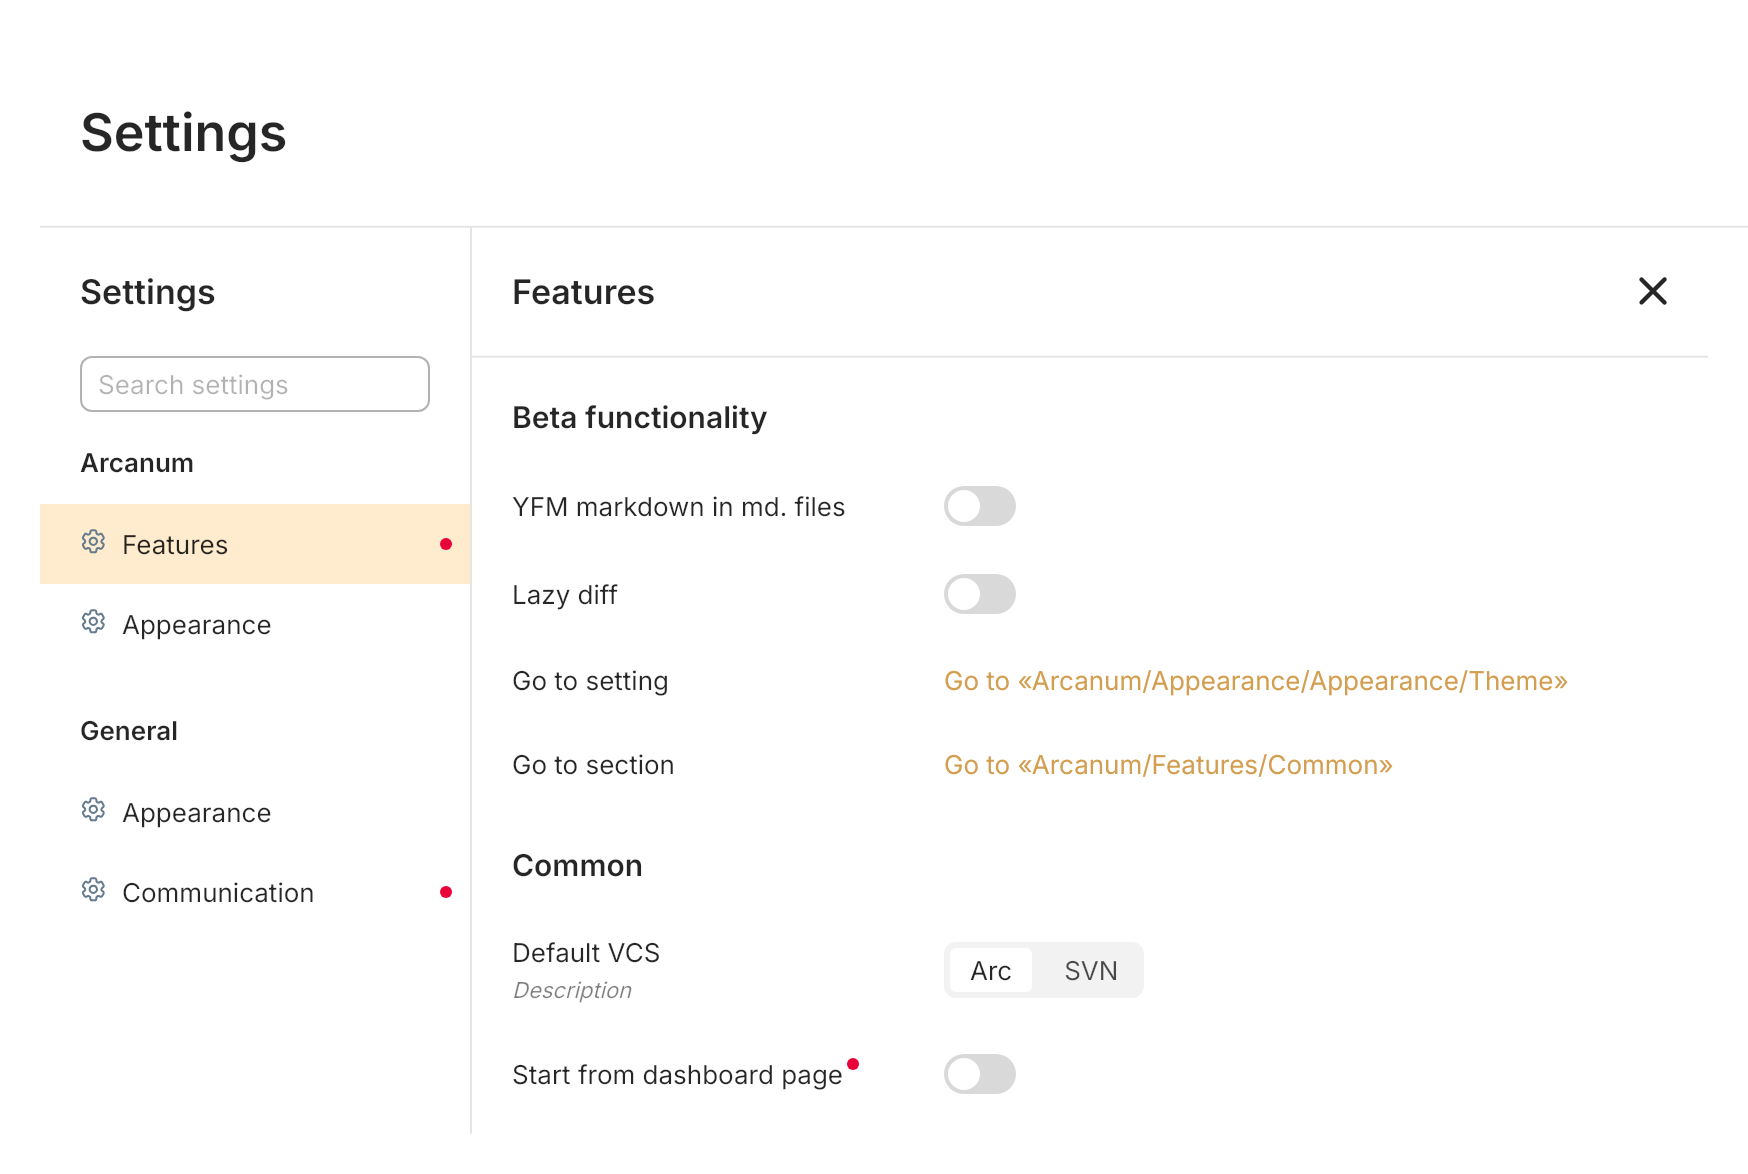 Settings
Settings
Search settings
Arcanum
Features
Appearance
General
Appearance
Communication
Features
Beta functionality
YFM markdown in md. files
Lazy diff
Go to setting
Go to «Arcanum/Appearance/Appearance/Theme»
Go to section
Go to «Arcanum/Features/Common»
Common
Default VCS
Description
Arc SVN
Start from dashboard page